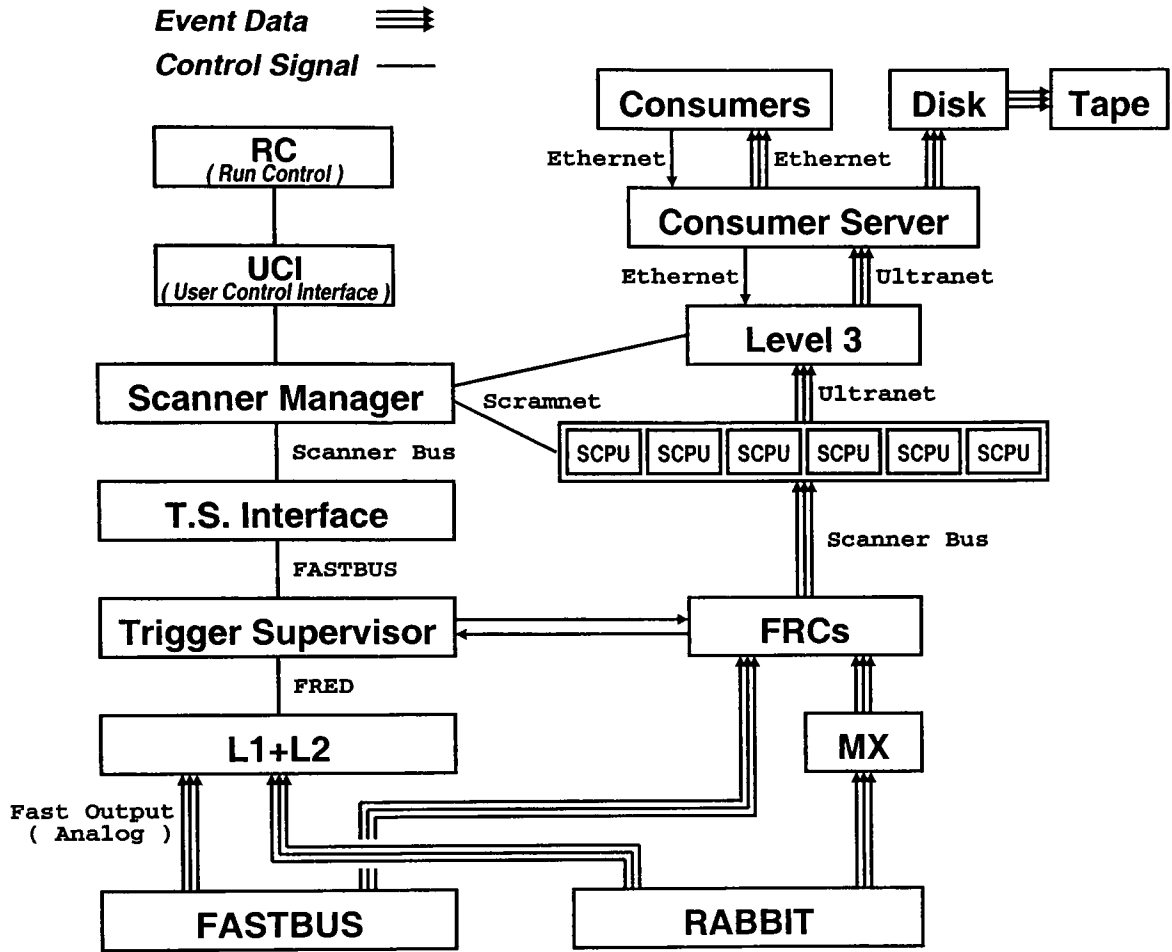 Event Data
Control Signal
Consumers
Disk
Tape
RC
( Run Control )
Ethernet
Ethernet
Consumer Server
UCI
( User Control Interface )
Ethernet
Ultranet
Level 3
Scanner Manager
Scramnet
Ultranet
SCPU SCPU SCPU SCPU SCPU SCPU
Scanner Bus
T.S. Interface
Scanner Bus
FASTBUS
Trigger Supervisor
FRCs
FRED
L1+L2
MX
Fast Output
( Analog )
FASTBUS
RABBIT